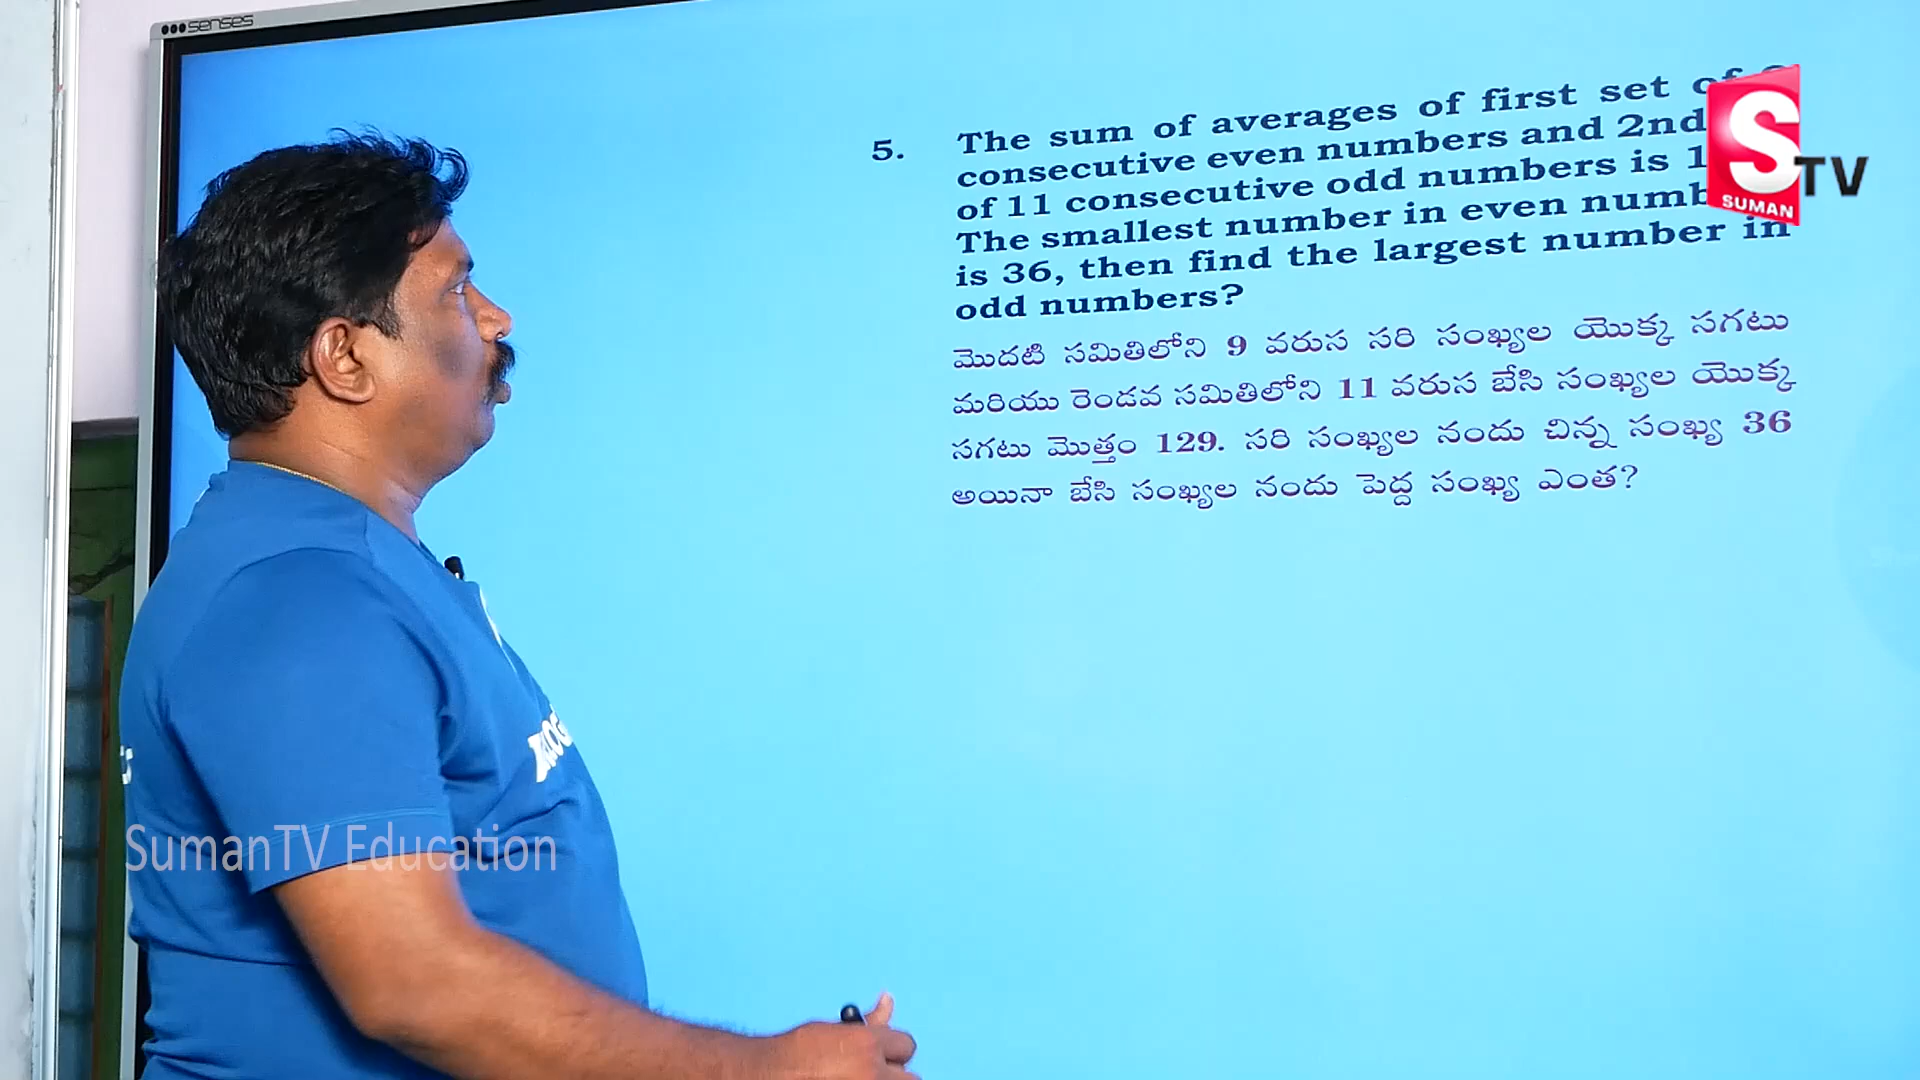 senses
5. The sum of averages of first set of
consecutive even numbers and 2nd
of 11 consecutive odd numbers is
The smallest number in even
is 36, then find the largest number in
odd numbers?
మొదటి సమితిలోని 9 వరుస సరి సంఖ్యల యొక్క సగటు
మరియు రెండవ సమితిలోని 11 వరుస బేసి సంఖ్యల యొక్క
సగటు మొత్తం 129. సరి సంఖ్యల నందు చిన్న సంఖ్య 36
అయినా బేసి సంఖ్యల నందు పెద్ద సంఖ్య ఎంత?
S TV
SUMAN
SumanTV Education